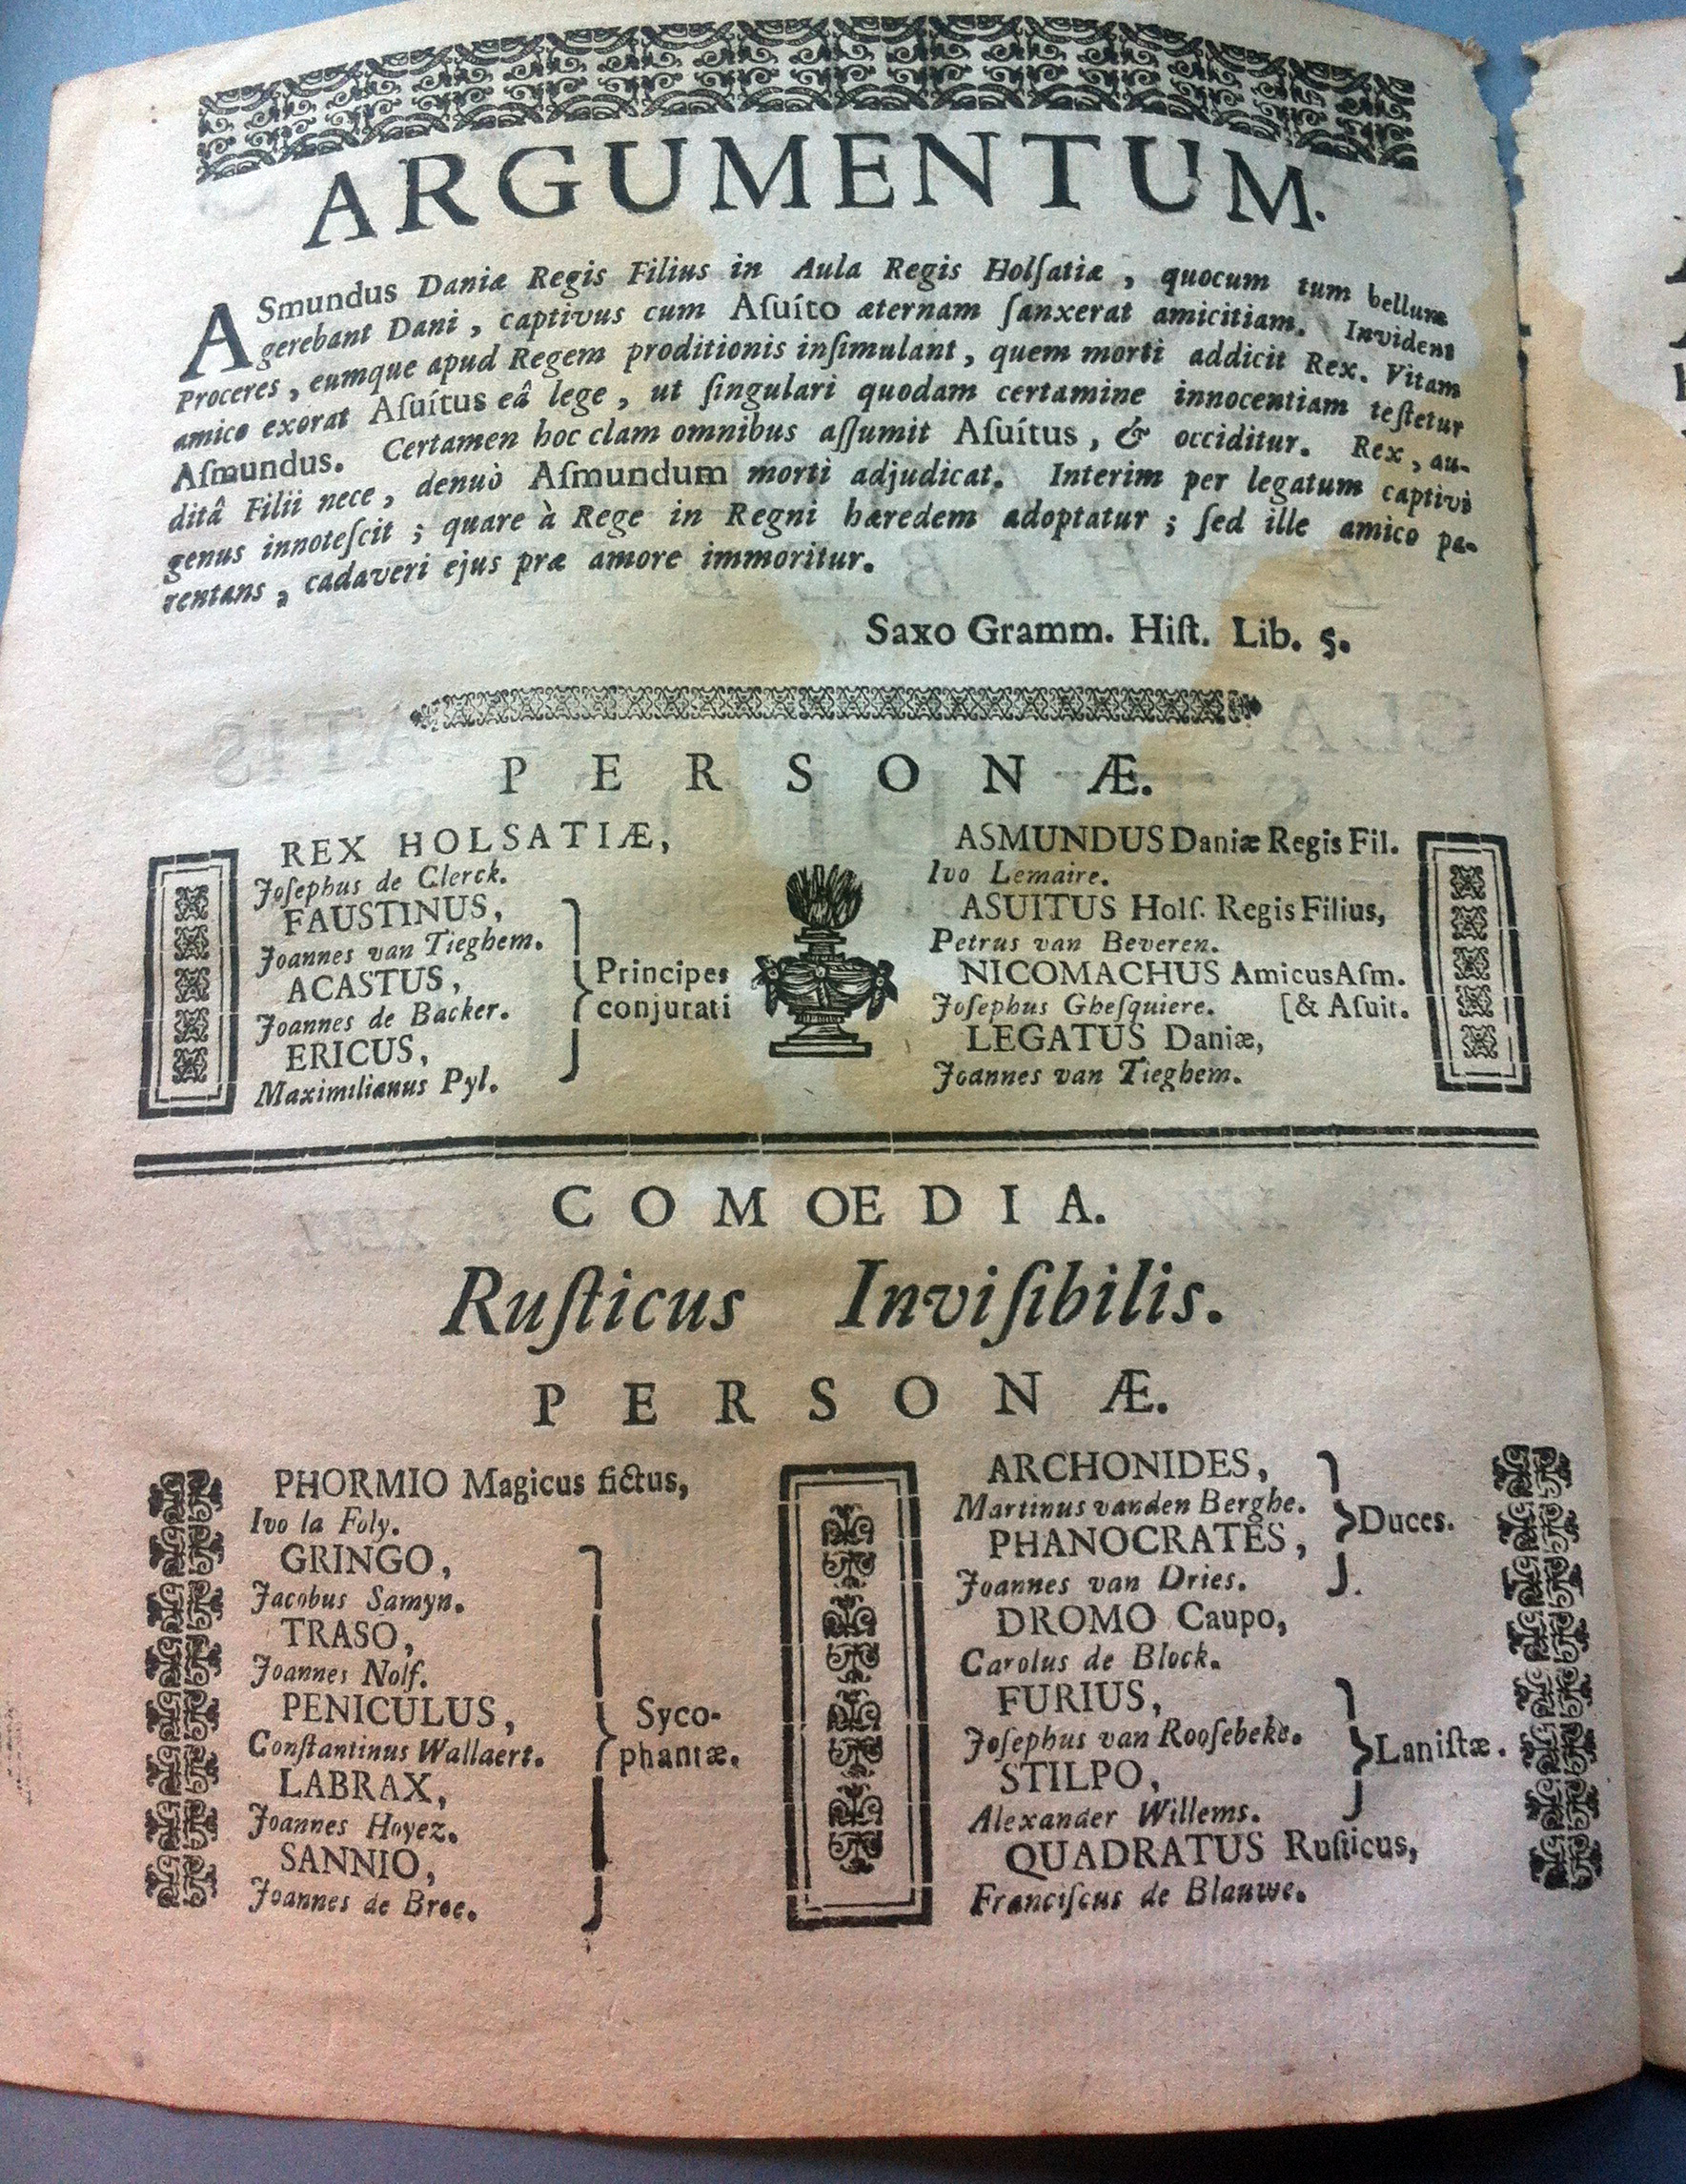 ARGUMENTUM.
ASmundus Daniæ Regis Filius in Aula Regis Holſatiæ, quocum tum bellum
gerebant Dani, captivus cum Aſuíto æternam ſanxerat amicitiam. Invident
Proceres, eumque apud Regem proditionis inſimulant, quem morti addicit Rex. Vitam
amico exorat Aſuítus eâ lege, ut ſingulari quodam certamine innocentiam teſtetur
Aſmundus. Certamen hoc clam omnibus aſſumit Aſuítus, & occiditur. Rex, au-
ditâ Filii nece, denuò Aſmundum morti adjudicat. Interim per legatum captivi
genus innoteſcit; quare à Rege in Regni hæredem adoptatur; ſed ille amico pa-
rentans, cadaveri ejus præ amore immoritur.
Saxo Gramm. Hiſt. Lib. 5.
PERSONÆ.
REX HOLSATIÆ,
Joſephus de Clerck.
FAUSTINUS,
Joannes van Tieghem.
ACASTUS,
Joannes de Backer.
ERICUS,
Maximilianus Pyl.
Principes
conjurati
ASMUNDUS Daniæ Regis Fil.
Ivo Lemaire.
ASUITUS Holſ. Regis Filius,
Petrus van Beveren.
NICOMACHUS Amicus Aſm.
Joſephus Gheſquiere. [& Aſuit.
LEGATUS Daniæ,
Joannes van Tieghem.
COMOEDIA.
Ruſticus Inviſibilis.
PERSONÆ.
PHORMIO Magicus fictus,
Ivo la Foly.
GRINGO,
Jacobus Samyn.
TRASO,
Joannes Nolf.
PENICULUS,
Conſtantinus Wallaert.
LABRAX,
Joannes Hoyez.
SANNIO,
Joannes de Broe.
Syco-
phantæ.
ARCHONIDES,
Martinus vanden Berghe.
PHANOCRATES,
Joannes van Dries.
Duces.
DROMO Caupo,
Carolus de Block.
FURIUS,
Joſephus van Rooſebeke.
STILPO,
Alexander Willems.
Laniſtæ.
QUADRATUS Ruſticus,
Franciſcus de Blauwe.